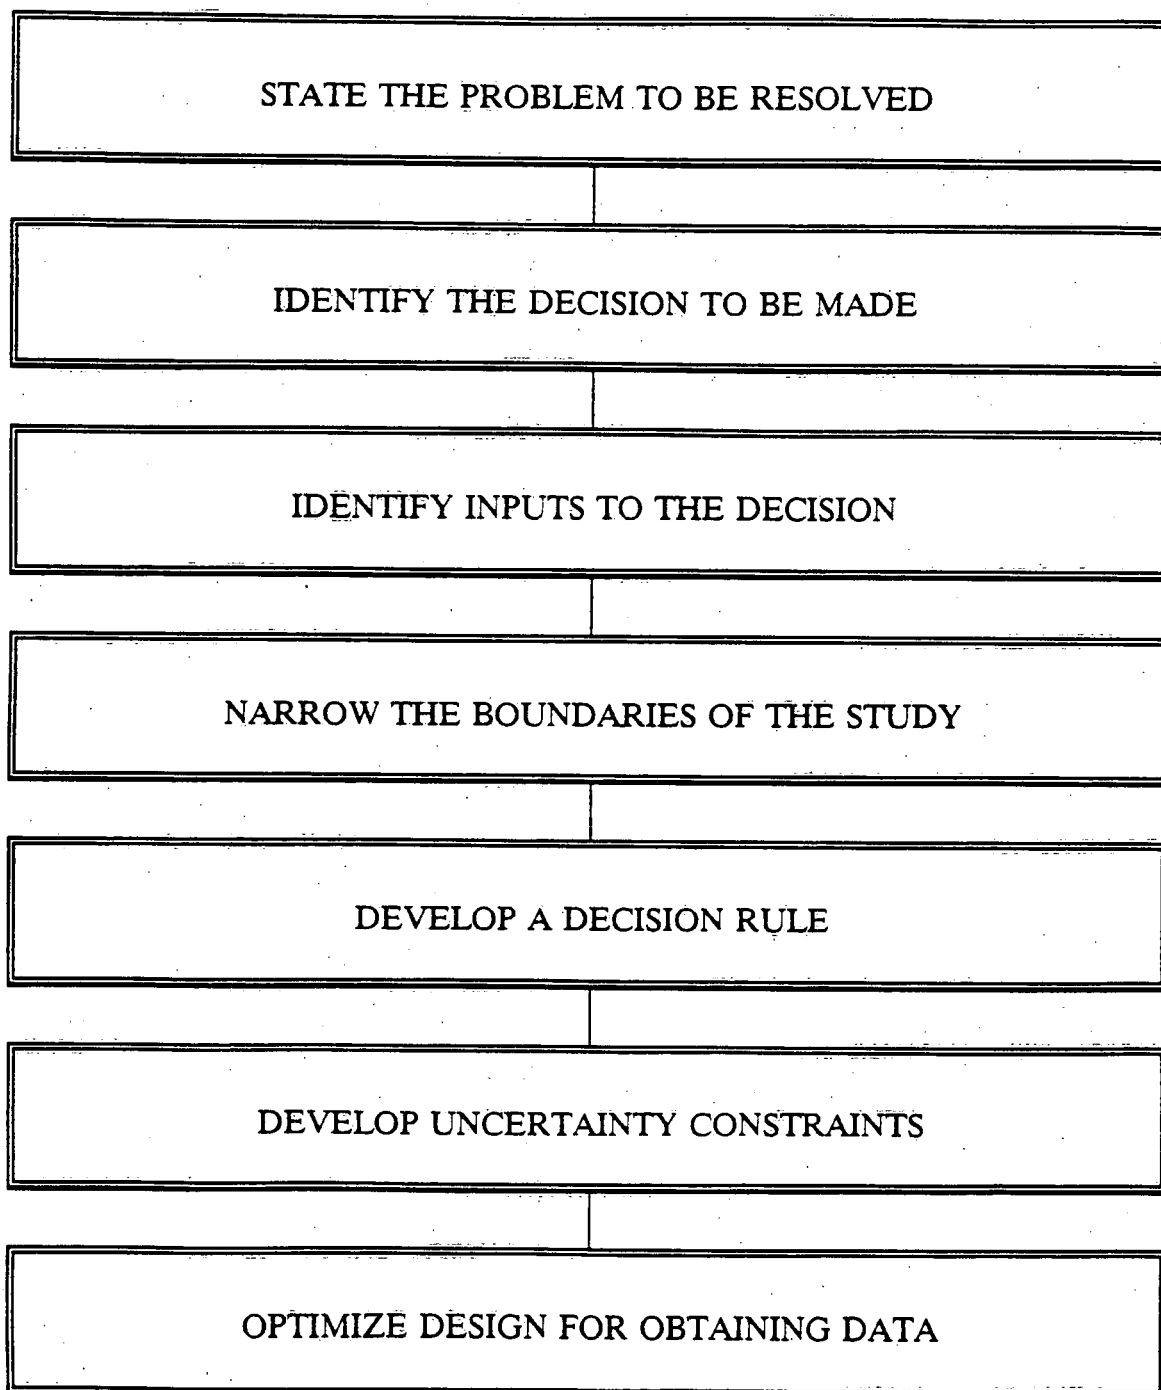 STATE THE PROBLEM TO BE RESOLVED
IDENTIFY THE DECISION TO BE MADE
IDENTIFY INPUTS TO THE DECISION
NARROW THE BOUNDARIES OF THE STUDY
DEVELOP A DECISION RULE
DEVELOP UNCERTAINTY CONSTRAINTS
OPTIMIZE DESIGN FOR OBTAINING DATA